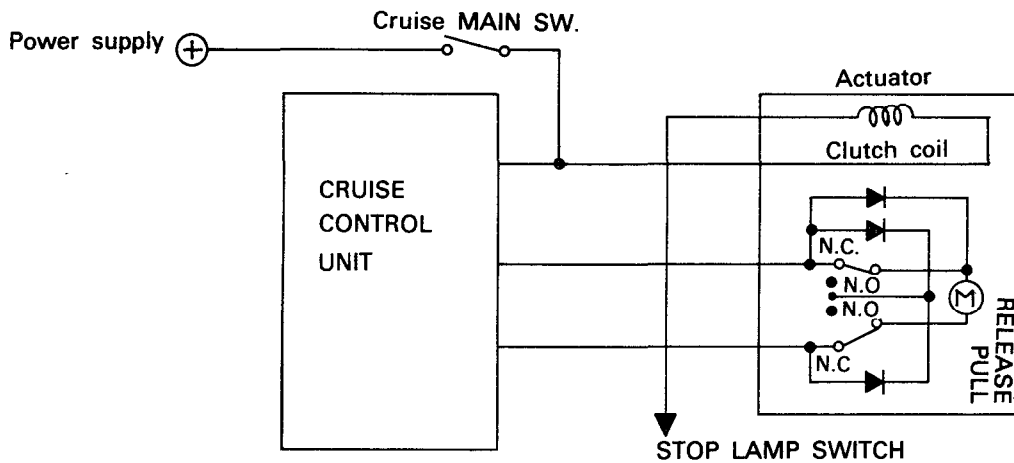 Cruise MAIN SW.
Power supply
Actuator
Clutch coil
CRUISE
CONTROL
UNIT
N.C.
N.O
N.O
N.C
M
RELEASE
PULL
STOP LAMP SWITCH